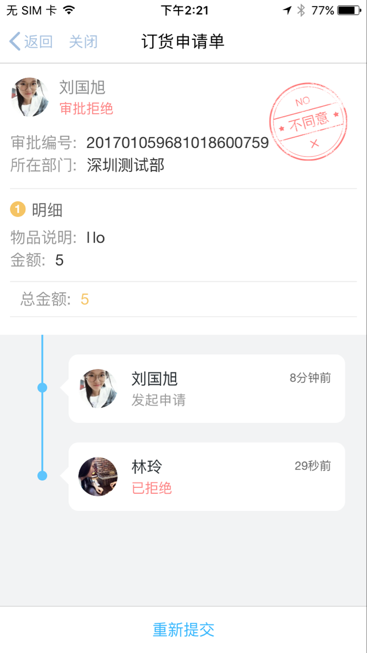 无 SIM 卡 下午2:21 77%
返回 关闭 订货申请单
刘国旭
审批拒绝
NO
不同意
审批编号: 201701059681018600759
所在部门: 深圳测试部
1 明细
物品说明: llo
金额: 5
总金额: 5
刘国旭 8分钟前
发起申请
林玲 29秒前
已拒绝
重新提交